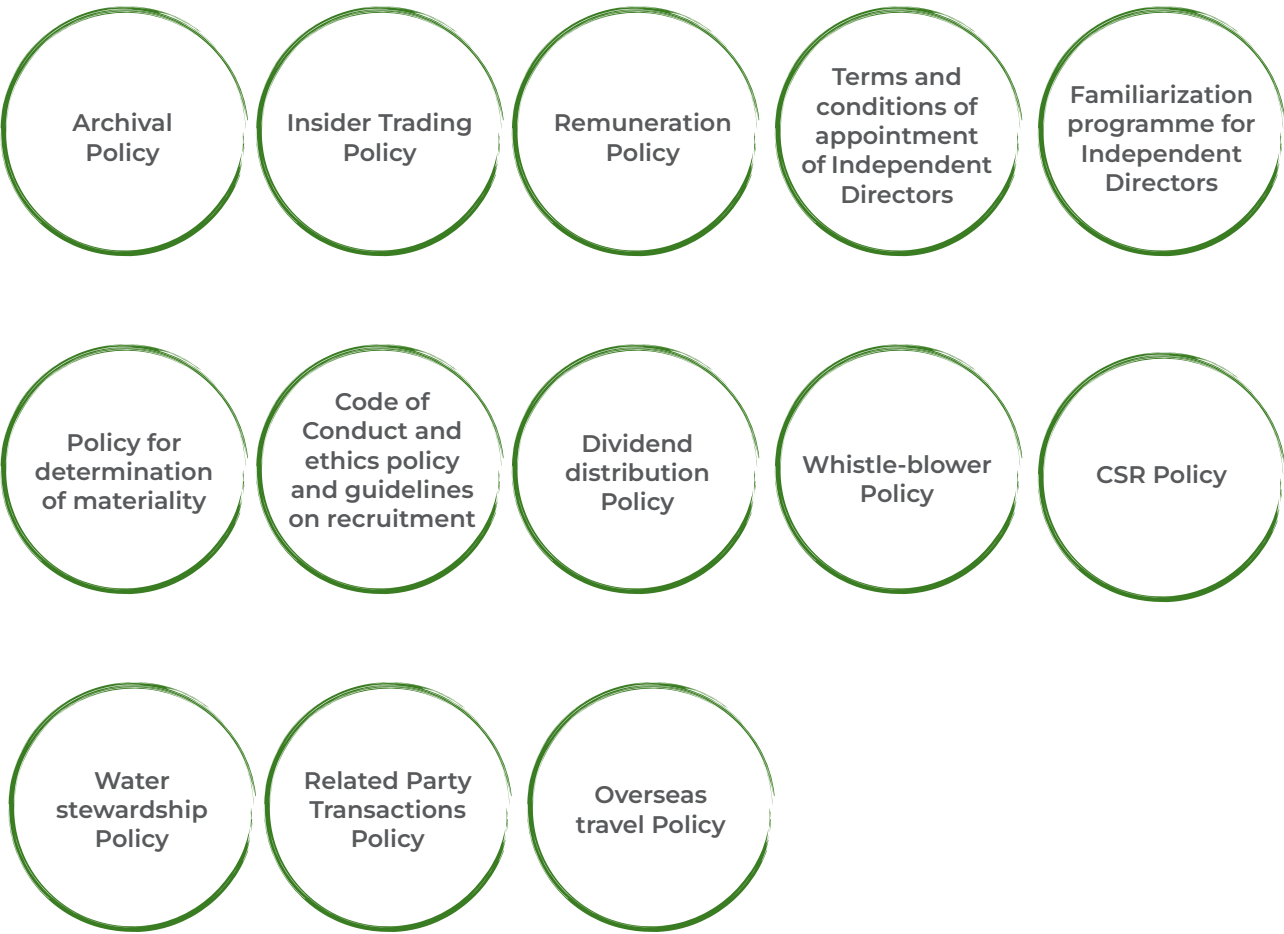 Archival
Policy
Insider Trading
Policy
Remuneration
Policy
Terms and
conditions of
appointment
of Independent
Directors
Familiarization
programme for
Independent
Directors
Policy for
determination
of materiality
Code of
Conduct and
ethics policy
and guidelines
on recruitment
Dividend
distribution
Policy
Whistle-blower
Policy
CSR Policy
Water
stewardship
Policy
Related Party
Transactions
Policy
Overseas
travel Policy